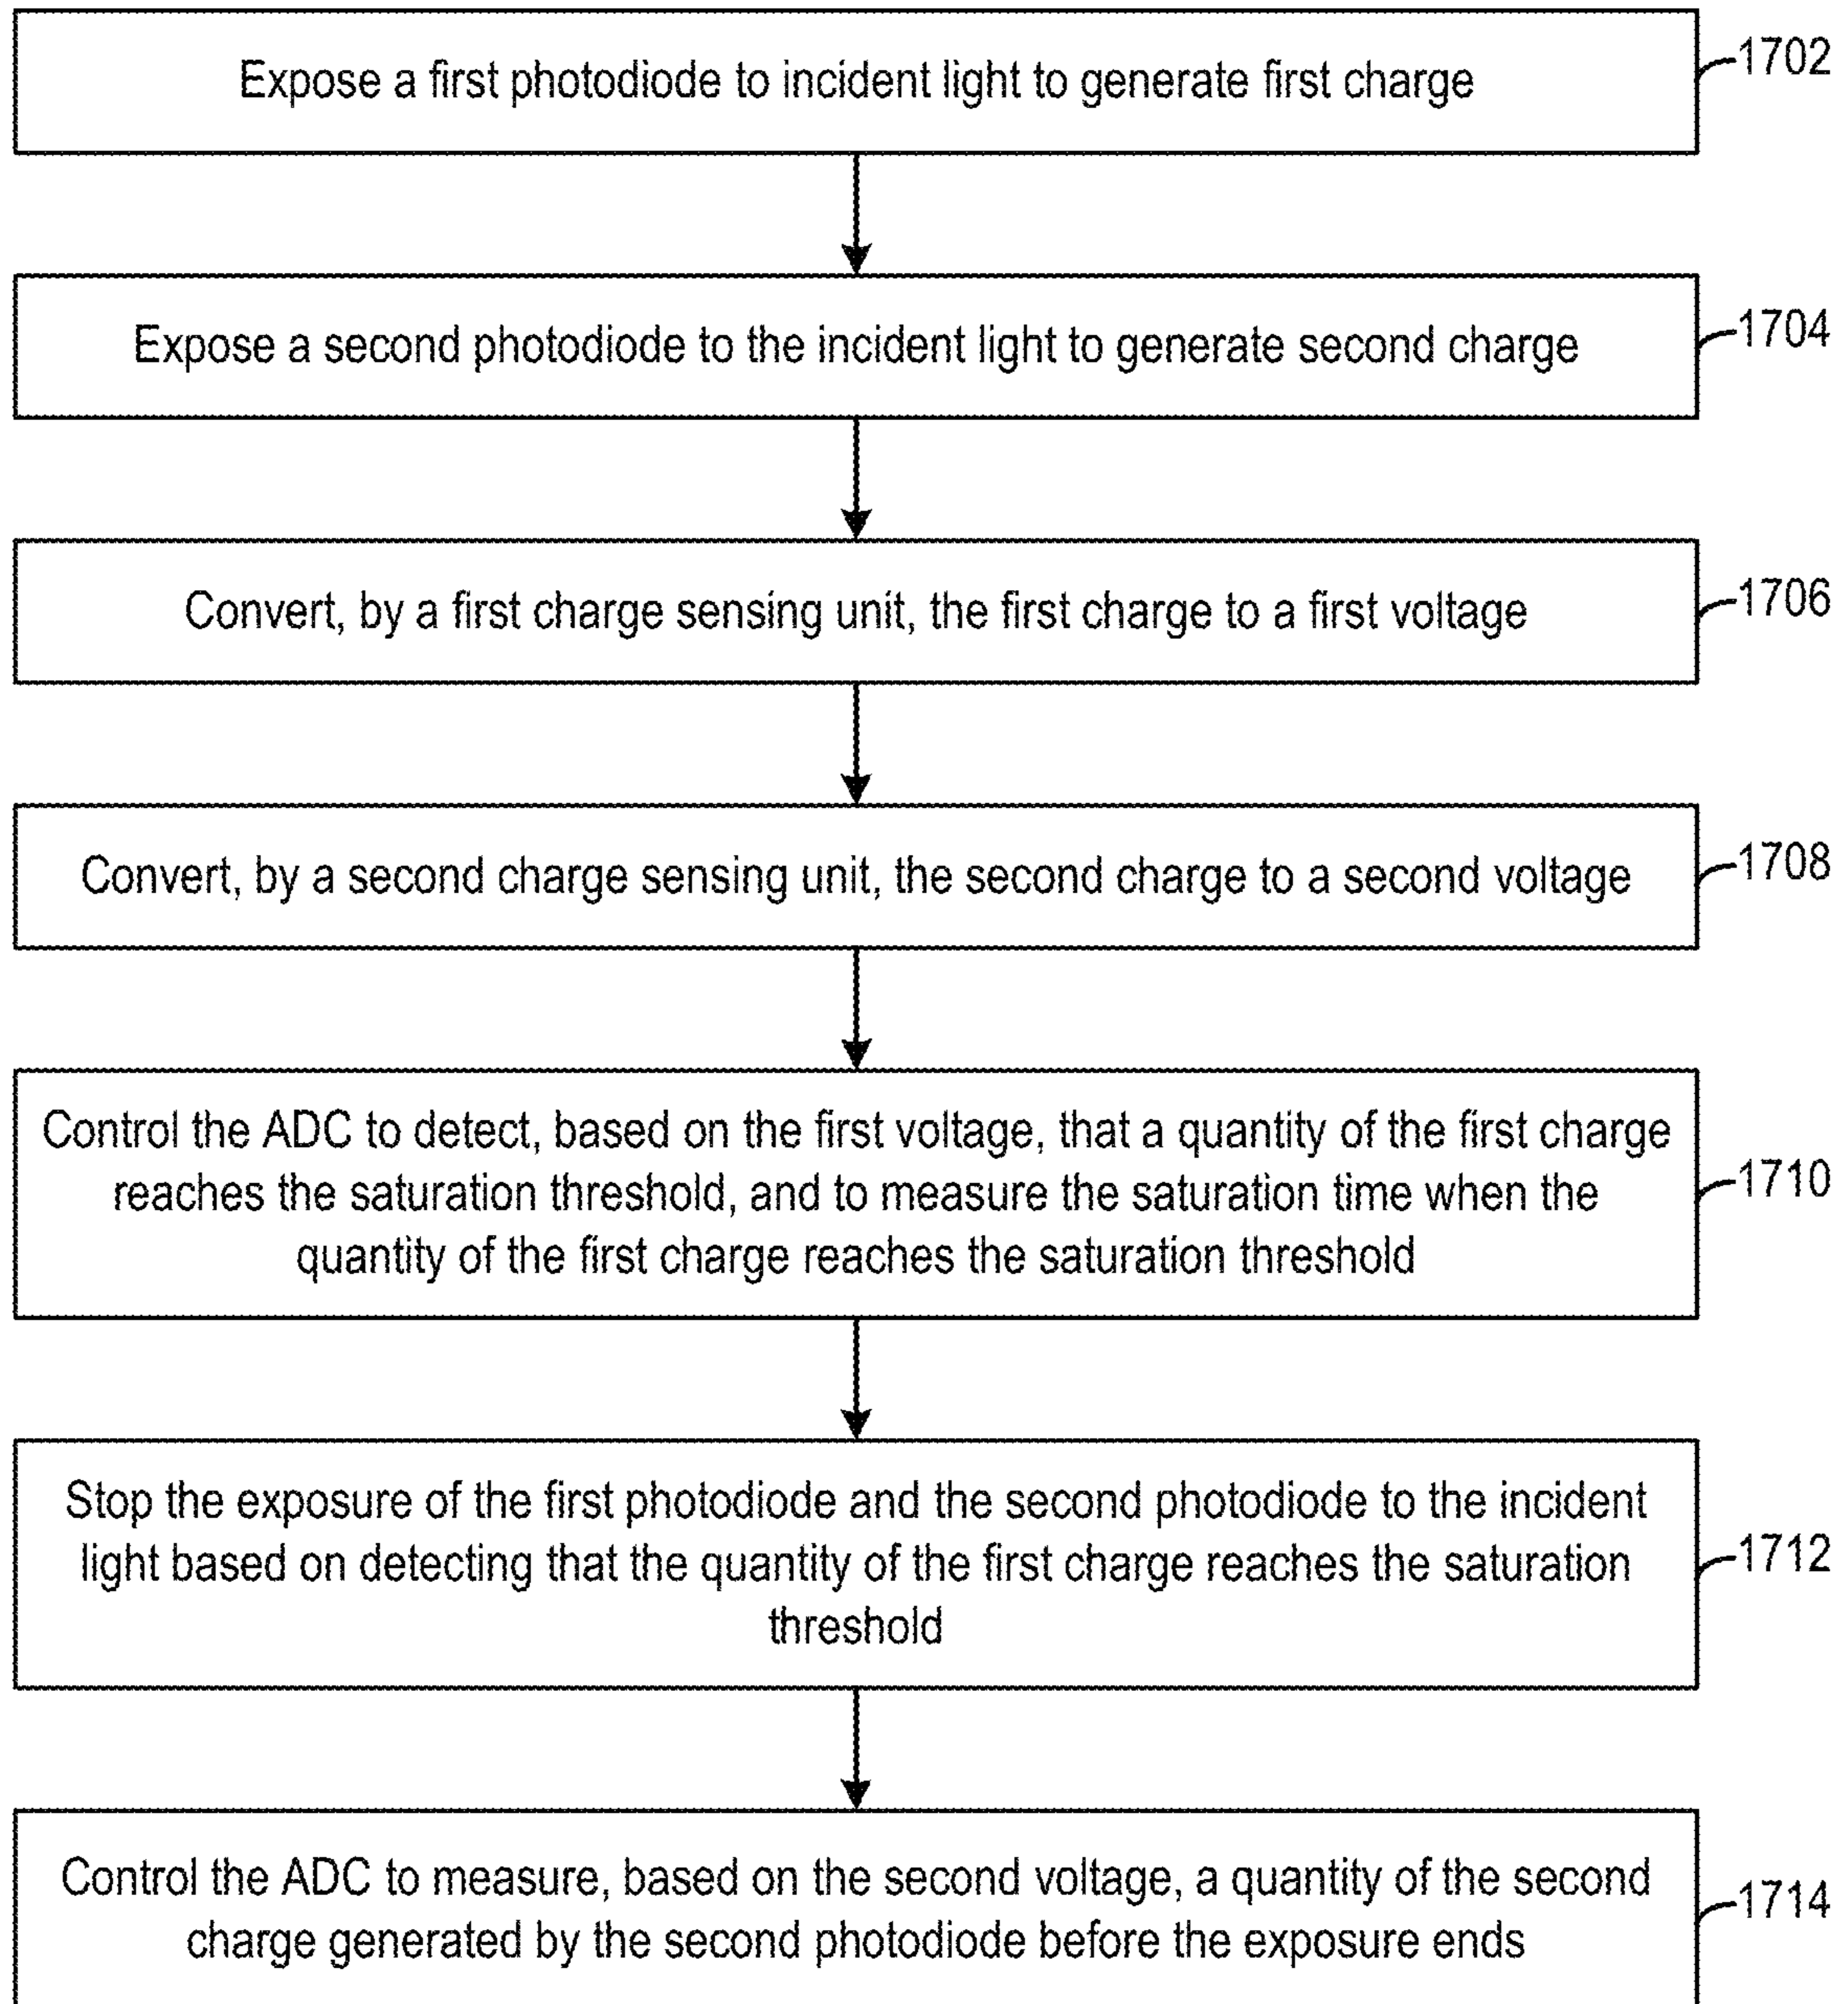 Expose a first photodiode to incident light to generate first charge
1702
Expose a second photodiode to the incident light to generate second charge
1704
Convert, by a first charge sensing unit, the first charge to a first voltage
1706
Convert, by a second charge sensing unit, the second charge to a second voltage
1708
Control the ADC to detect, based on the first voltage, that a quantity of the first charge
reaches the saturation threshold, and to measure the saturation time when the
quantity of the first charge reaches the saturation threshold
1710
Stop the exposure of the first photodiode and the second photodiode to the incident
light based on detecting that the quantity of the first charge reaches the saturation
threshold
1712
Control the ADC to measure, based on the second voltage, a quantity of the second
charge generated by the second photodiode before the exposure ends
1714